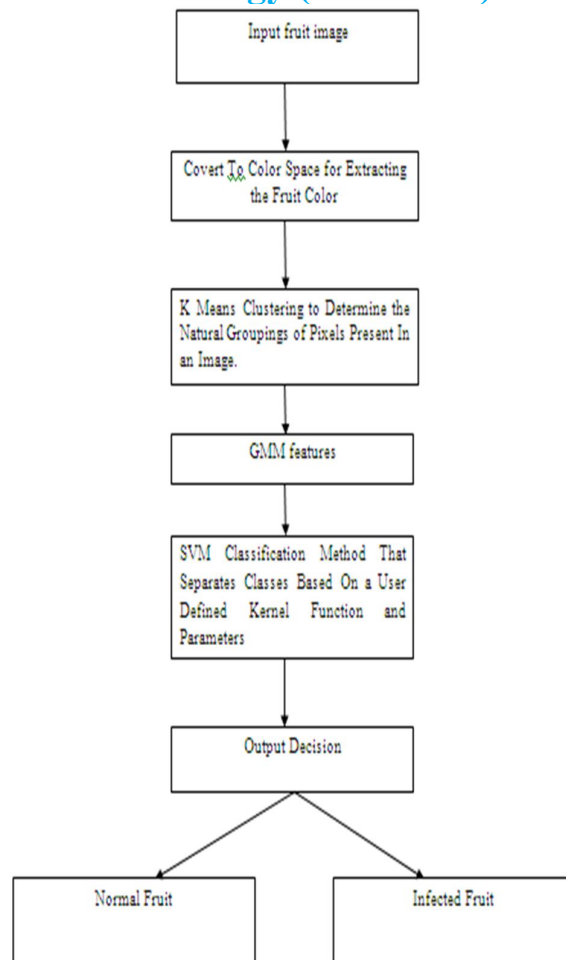 Input fruit image
Covert To Color Space for Extracting
the Fruit Color
K Means Clustering to Determine the
Natural Groupings of Pixels Present In
an Image.
GMM features
SVM Classification Method That
Separates Classes Based On a User
Defined Kernel Function and
Parameters
Output Decision
Normal Fruit
Infected Fruit